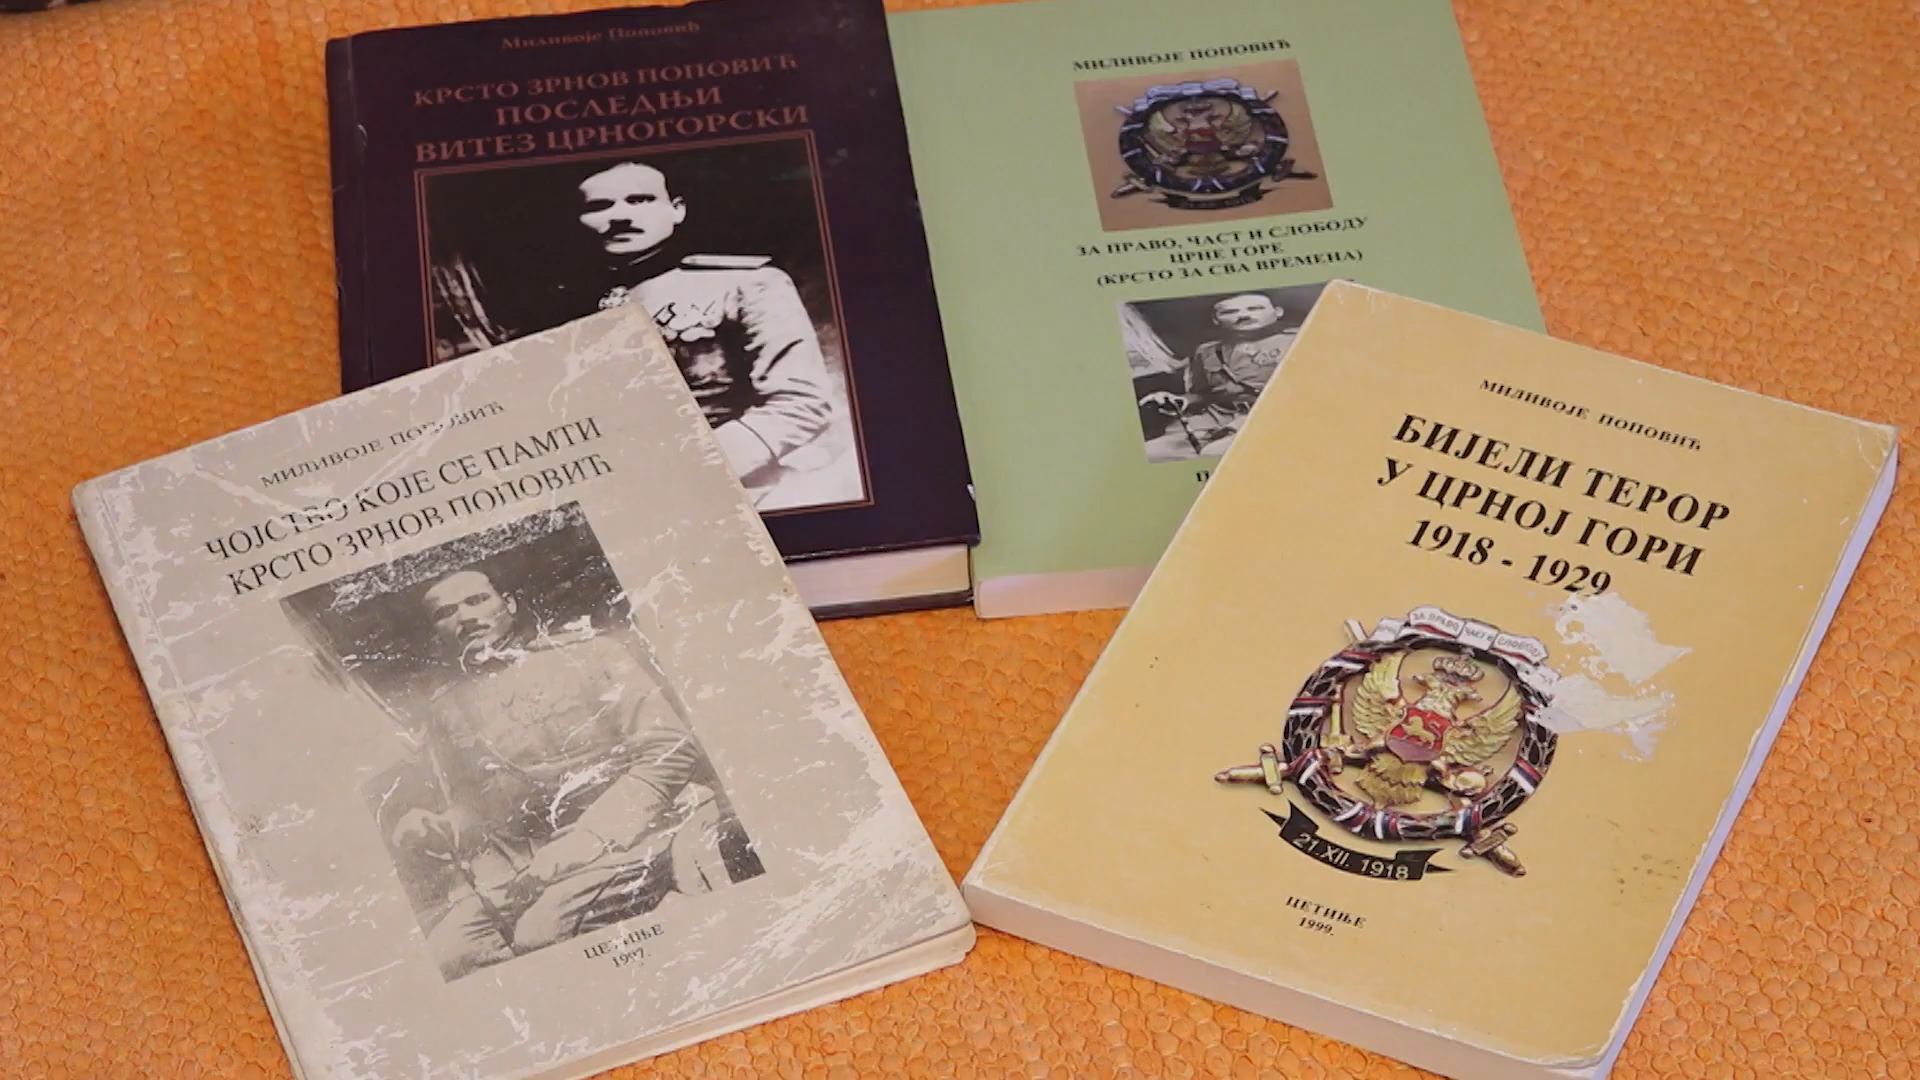 Миливоје Поповић
КРСТО ЗРНОВ ПОПОВИЋ
ПОСЛЕДЊИ
ВИТЕЗ ЦРНОГОРСКИ
МИЛИВОЈЕ ПОПОВИЋ
ЗА ПРАВО, ЧАСТ И СЛОБОДУ
ЦРНЕ ГОРЕ
(КРСТО ЗА СВА ВРЕМЕНА)
МИЛИВОЈЕ ПОПОВИЋ
ЧОЈСТВО КОЈЕ СЕ ПАМТИ
КРСТО ЗРНОВ ПОПОВИЋ
ЦЕТИЊЕ
1997.
МИЛИВОЈЕ ПОПОВИЋ
БИЈЕЛИ ТЕРОР
У ЦРНОЈ ГОРИ
1918 - 1929
ЗА ПРАВО ЧАСТ И СЛОБОДУ
21. XII. 1918
ЦЕТИЊЕ
1999.